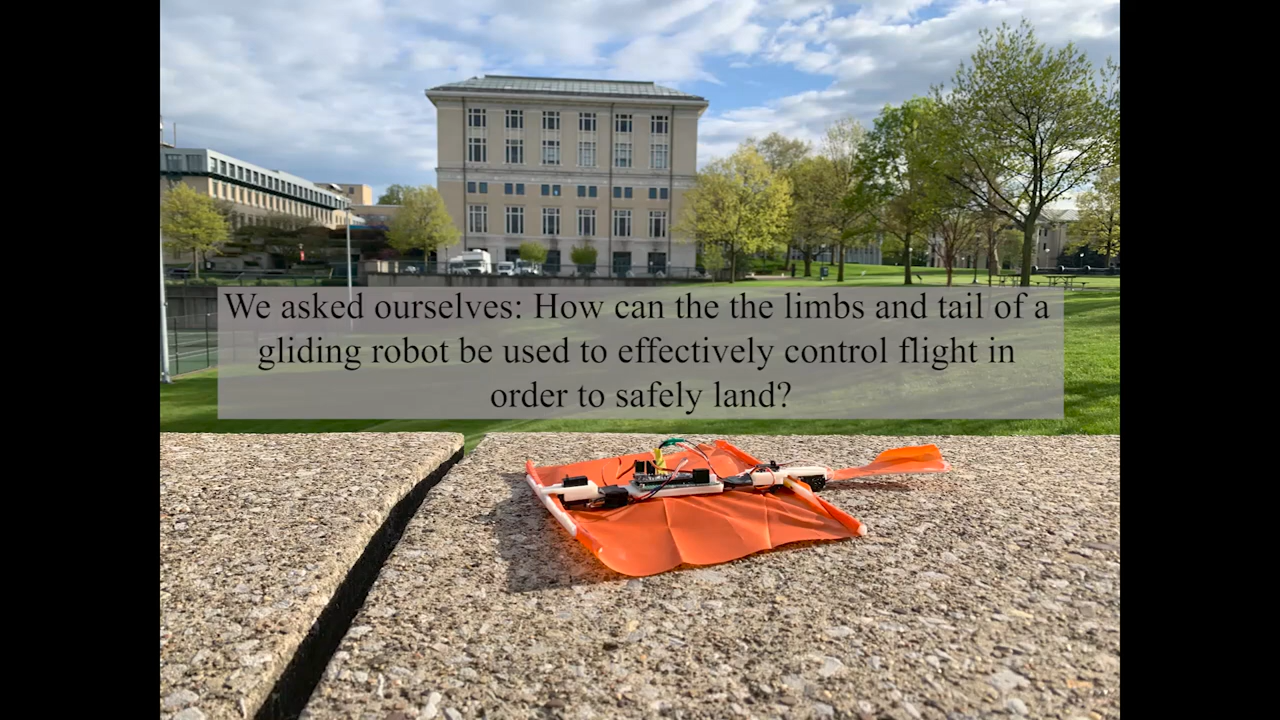 We asked ourselves: How can the the limbs and tail of a
gliding robot be used to effectively control flight in
order to safely land?